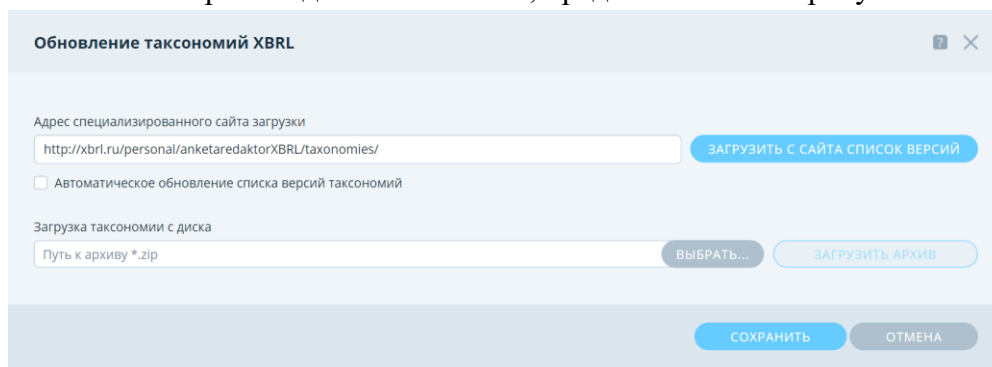 Обновление таксономий XBRL
?
Адрес специализированного сайта загрузки
http://xbrl.ru/personal/anketaredaktorXBRL/taxonomies/
ЗАГРУЗИТЬ С САЙТА СПИСОК ВЕРСИЙ
Автоматическое обновление списка версий таксономий
Загрузка таксономии с диска
Путь к архиву *.zip
ВЫБРАТЬ...
ЗАГРУЗИТЬ АРХИВ
СОХРАНИТЬ
ОТМЕНА